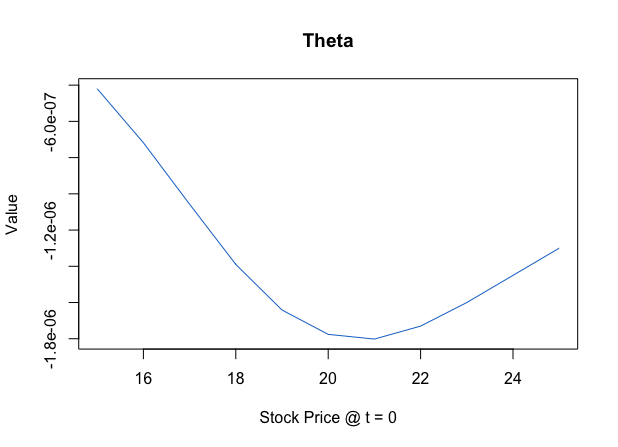 Theta
Value
-6.0e-07
-1.2e-06
-1.8e-06
16 18 20 22 24
Stock Price @ t = 0